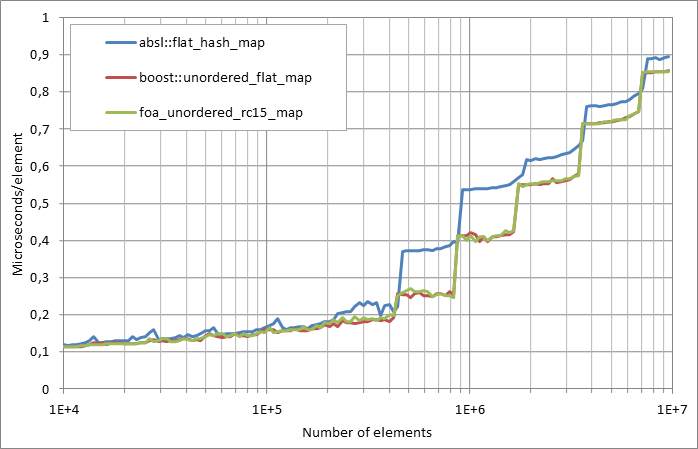 1
0,9
0,8
0,7
0,6
0,5
0,4
0,3
0,2
0,1
0
Microseconds/element
absl::flat_hash_map
boost::unordered_flat_map
foa_unordered_rc15_map
1E+4 1E+5 1E+6 1E+7
Number of elements